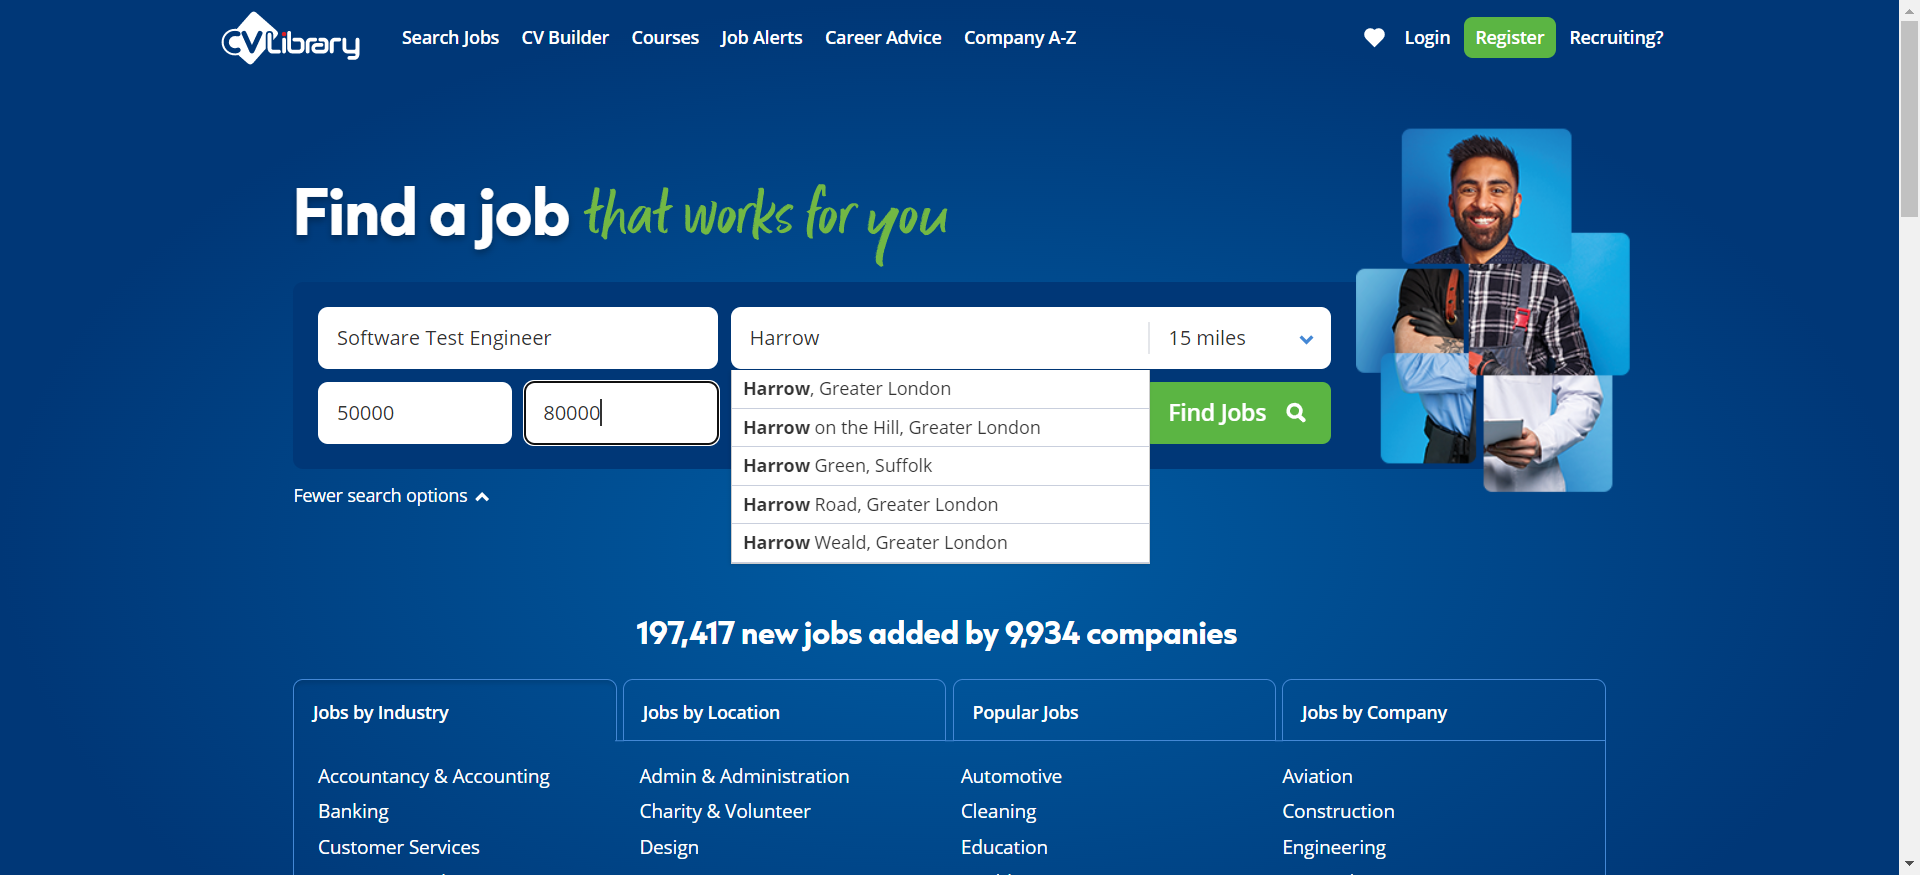 CVLibrary
Search Jobs
CV Builder
Courses
Job Alerts
Career Advice
Company A-Z
Login
Register
Recruiting?
Find a job that works for you
Software Test Engineer
Harrow
15 miles
50000
80000
Find Jobs
Harrow, Greater London
Harrow on the Hill, Greater London
Harrow Green, Suffolk
Harrow Road, Greater London
Harrow Weald, Greater London
Fewer search options
197,417 new jobs added by 9,934 companies
Jobs by Industry
Jobs by Location
Popular Jobs
Jobs by Company
Accountancy & Accounting
Admin & Administration
Automotive
Aviation
Banking
Charity & Volunteer
Cleaning
Construction
Customer Services
Design
Education
Engineering